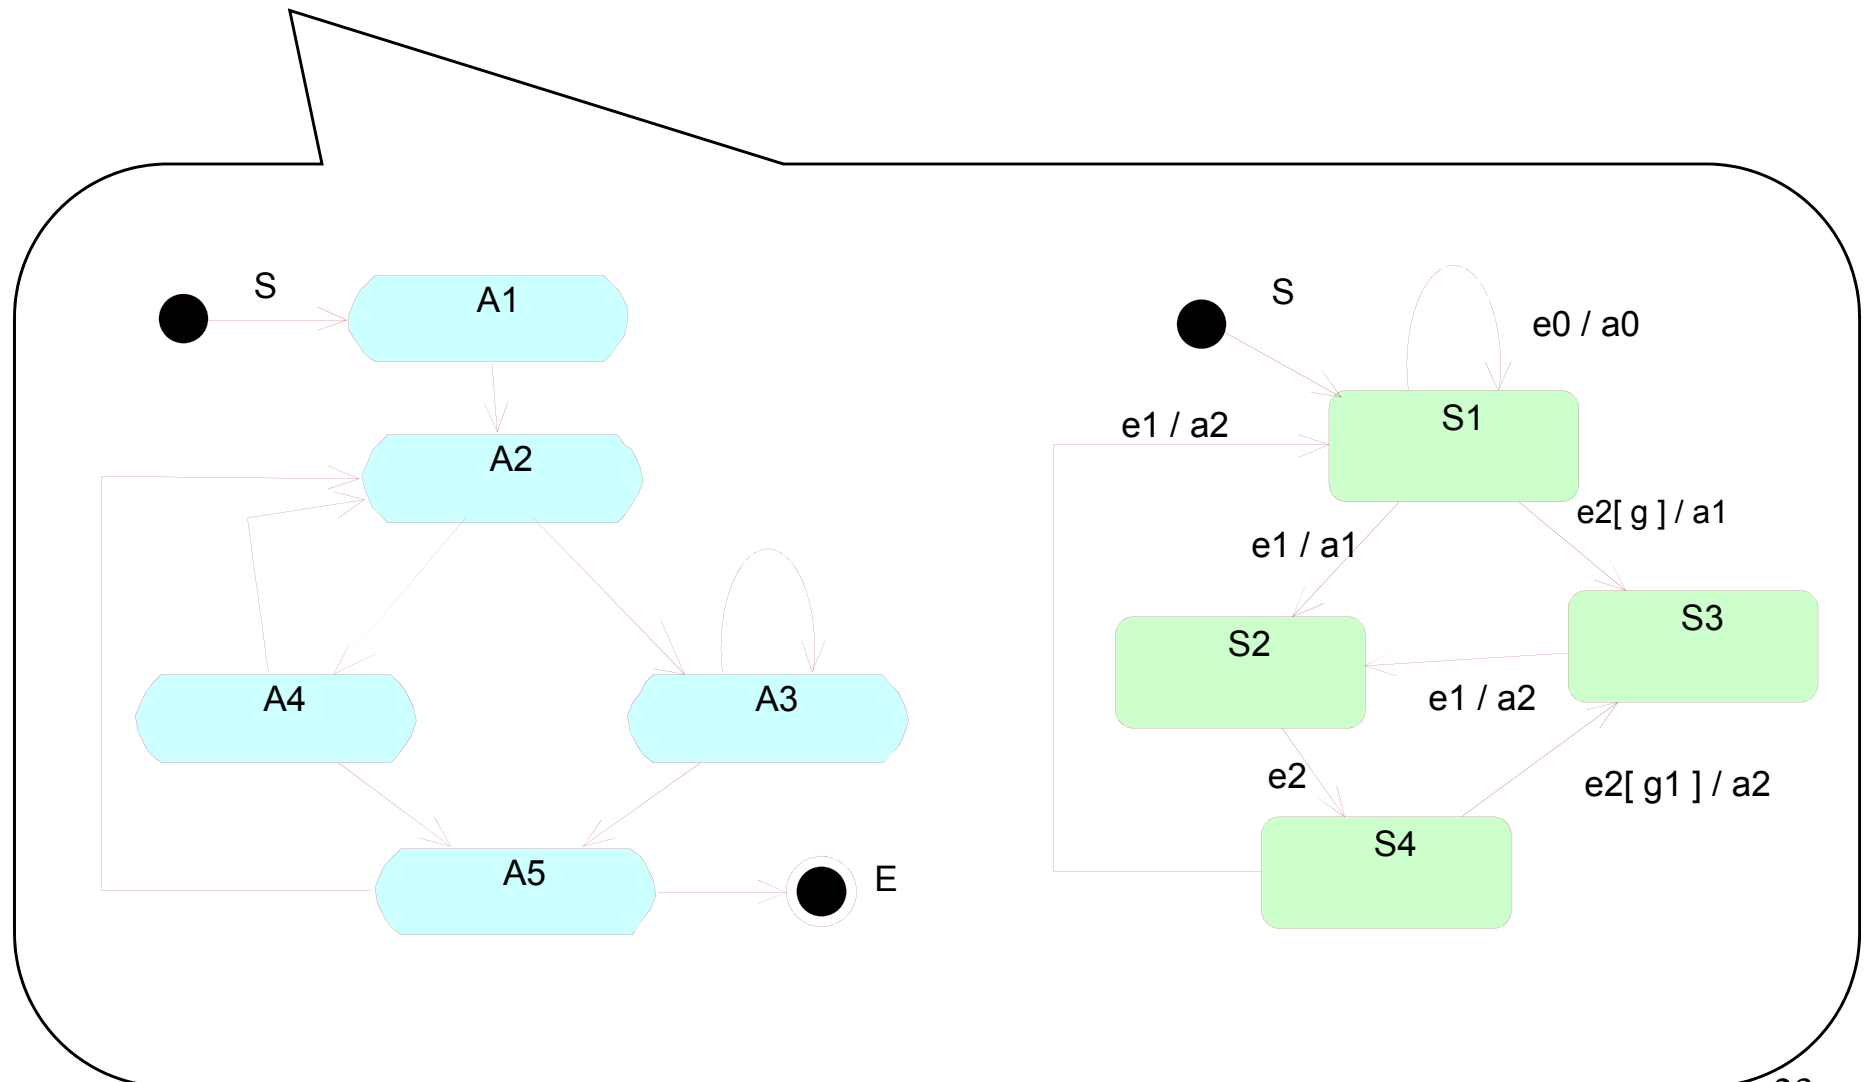 S
A1
A2
A4
A3
A5
E
S
e0 / a0
S1
e1 / a2
e2[ g ] / a1
e1 / a1
S2
S3
e1 / a2
e2
e2[ g1 ] / a2
S4